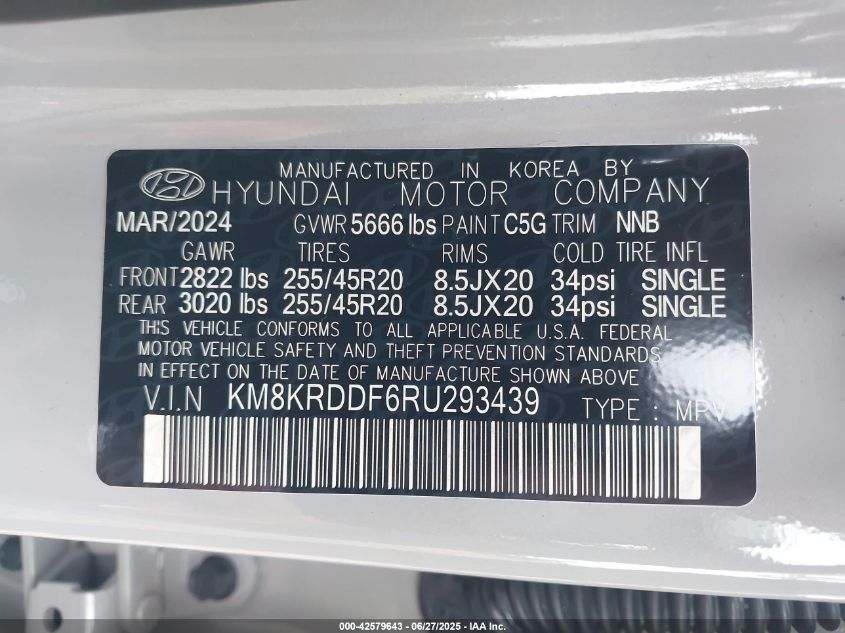 MANUFACTURED IN KOREA BY
HYUNDAI MOTOR COMPANY
MAR/2024 GVWR 5666 lbs PAINT C5G TRIM NNB
GAWR TIRES RIMS COLD TIRE INFL
FRONT 2822 lbs 255/45R20 8.5JX20 34psi SINGLE
REAR 3020 lbs 255/45R20 8.5JX20 34psi SINGLE
THIS VEHICLE CONFORMS TO ALL APPLICABLE U.S.A. FEDERAL
MOTOR VEHICLE SAFETY AND THEFT PREVENTION STANDARDS
IN EFFECT ON THE DATE OF MANUFACTURE SHOWN ABOVE
V.I.N KM8KRDDF6RU293439 TYPE : MPV
000-42579643 / 06/27/2025 - IAA Inc.